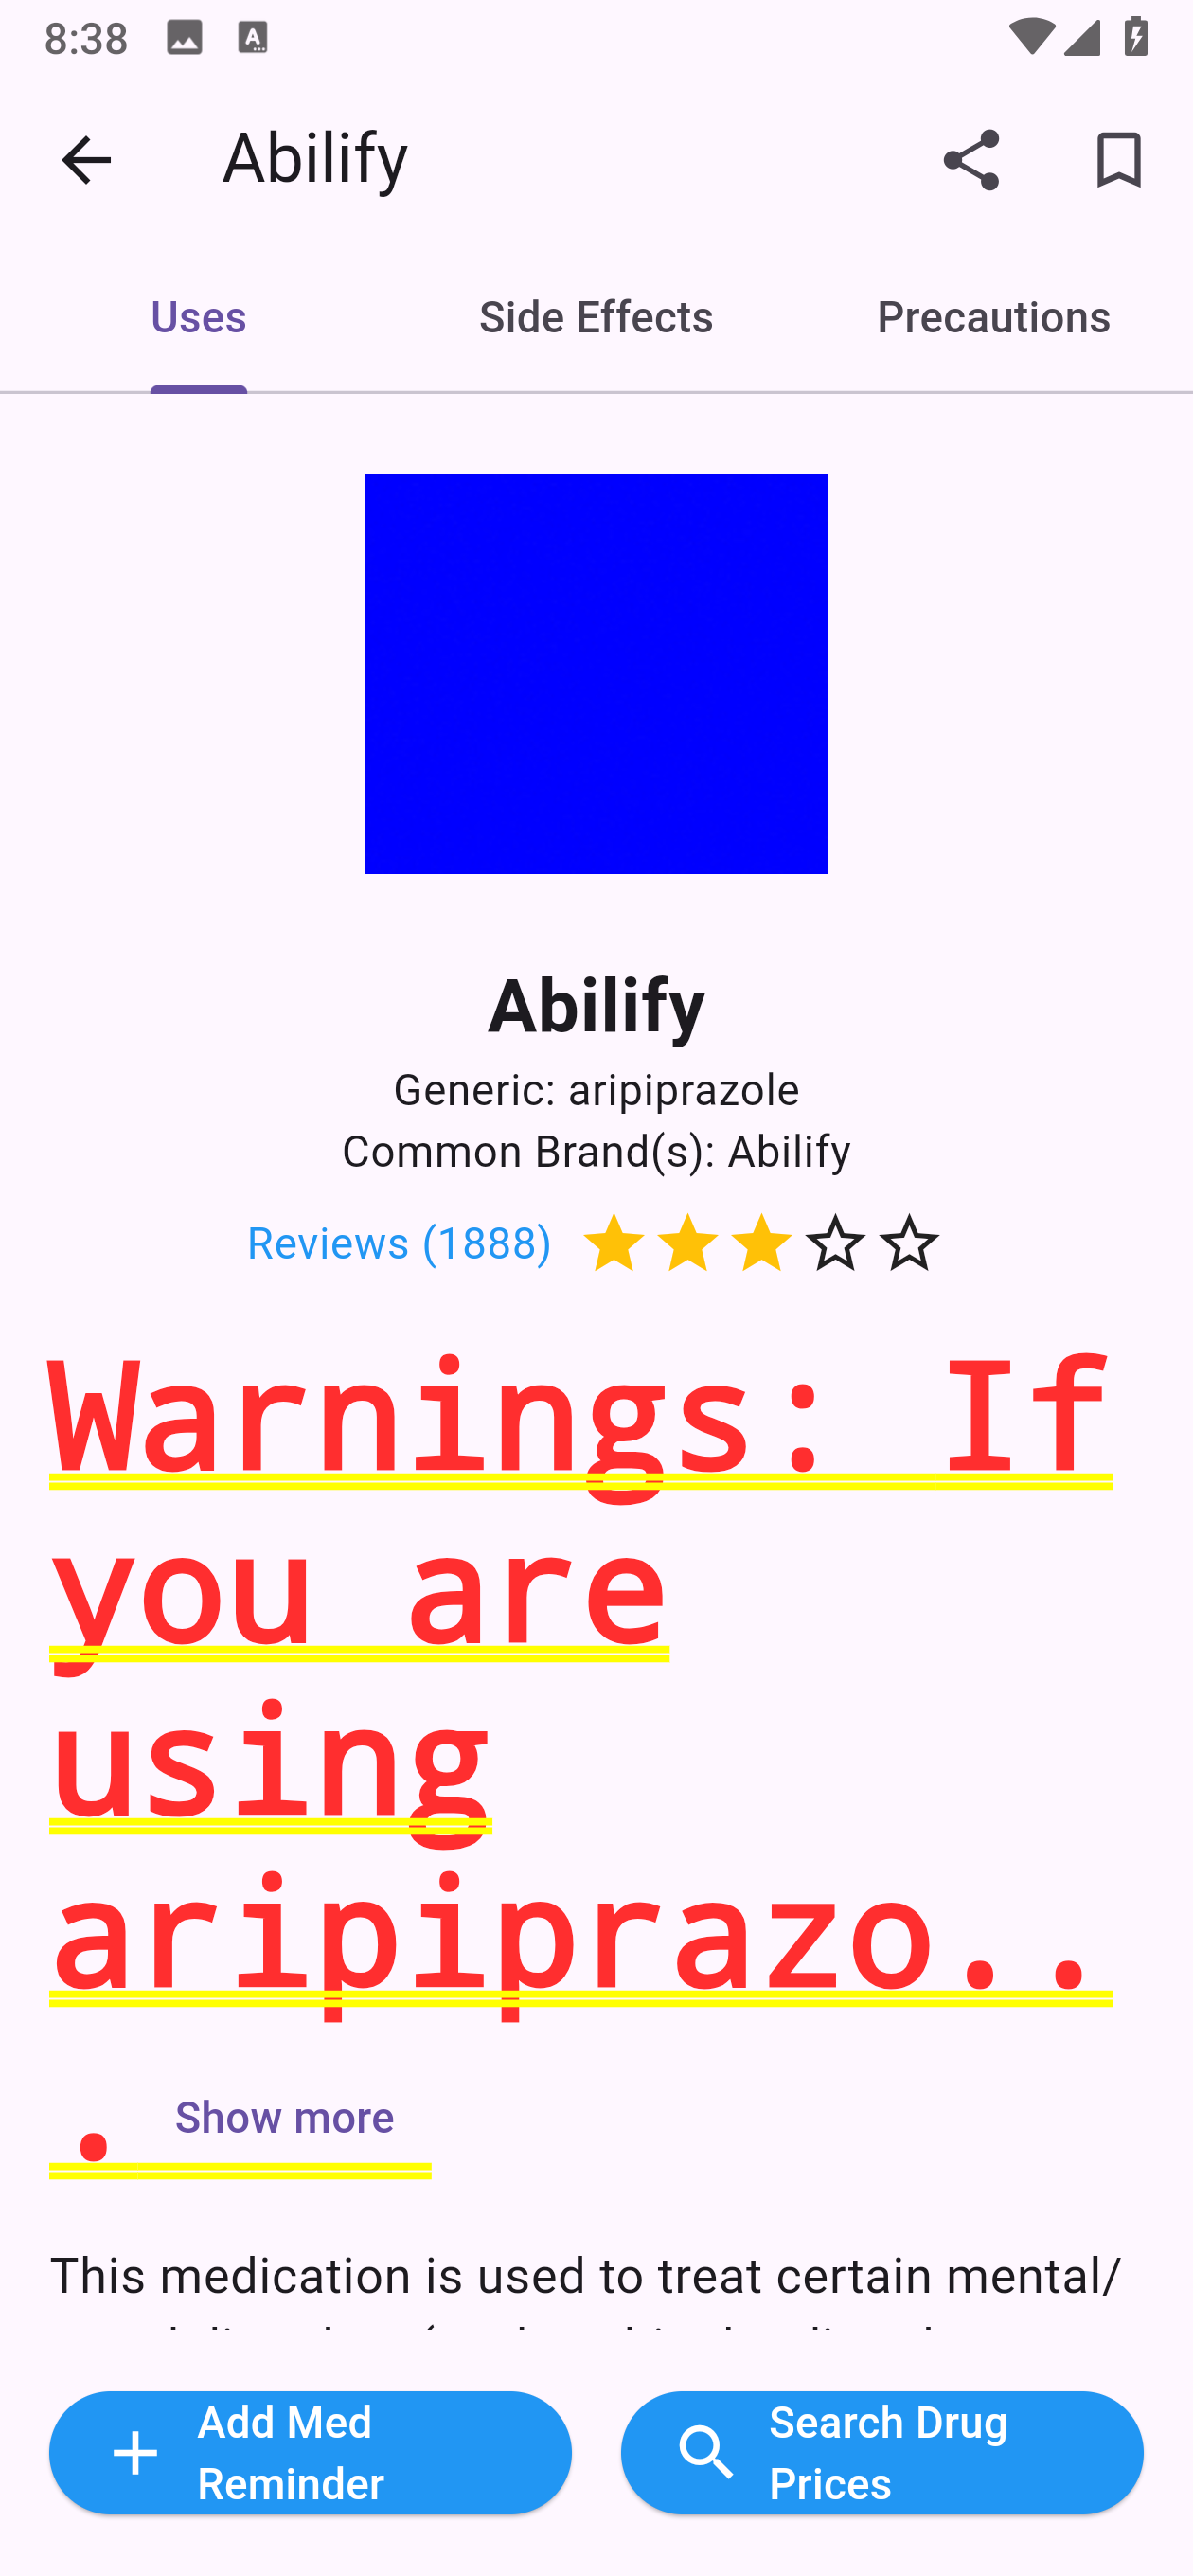 8:38
Abilify
Uses
Side Effects
Precautions
Abilify
Generic: aripiprazole
Common Brand(s): Abilify
Reviews (1888)
Warnings: If
you are
using
aripiprazo..
. Show more
This medication is used to treat certain mental/
Add Med
Reminder
Search Drug
Prices